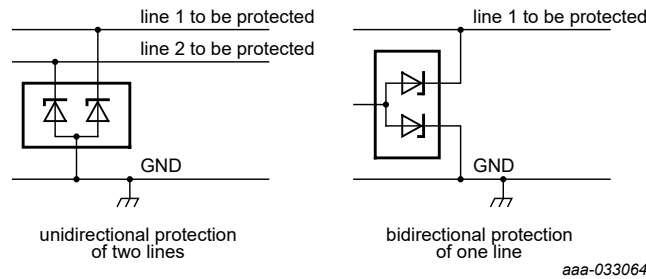 line 1 to be protected
line 2 to be protected
GND
unidirectional protection
of two lines
line 1 to be protected
GND
bidirectional protection
of one line
aaa-033064